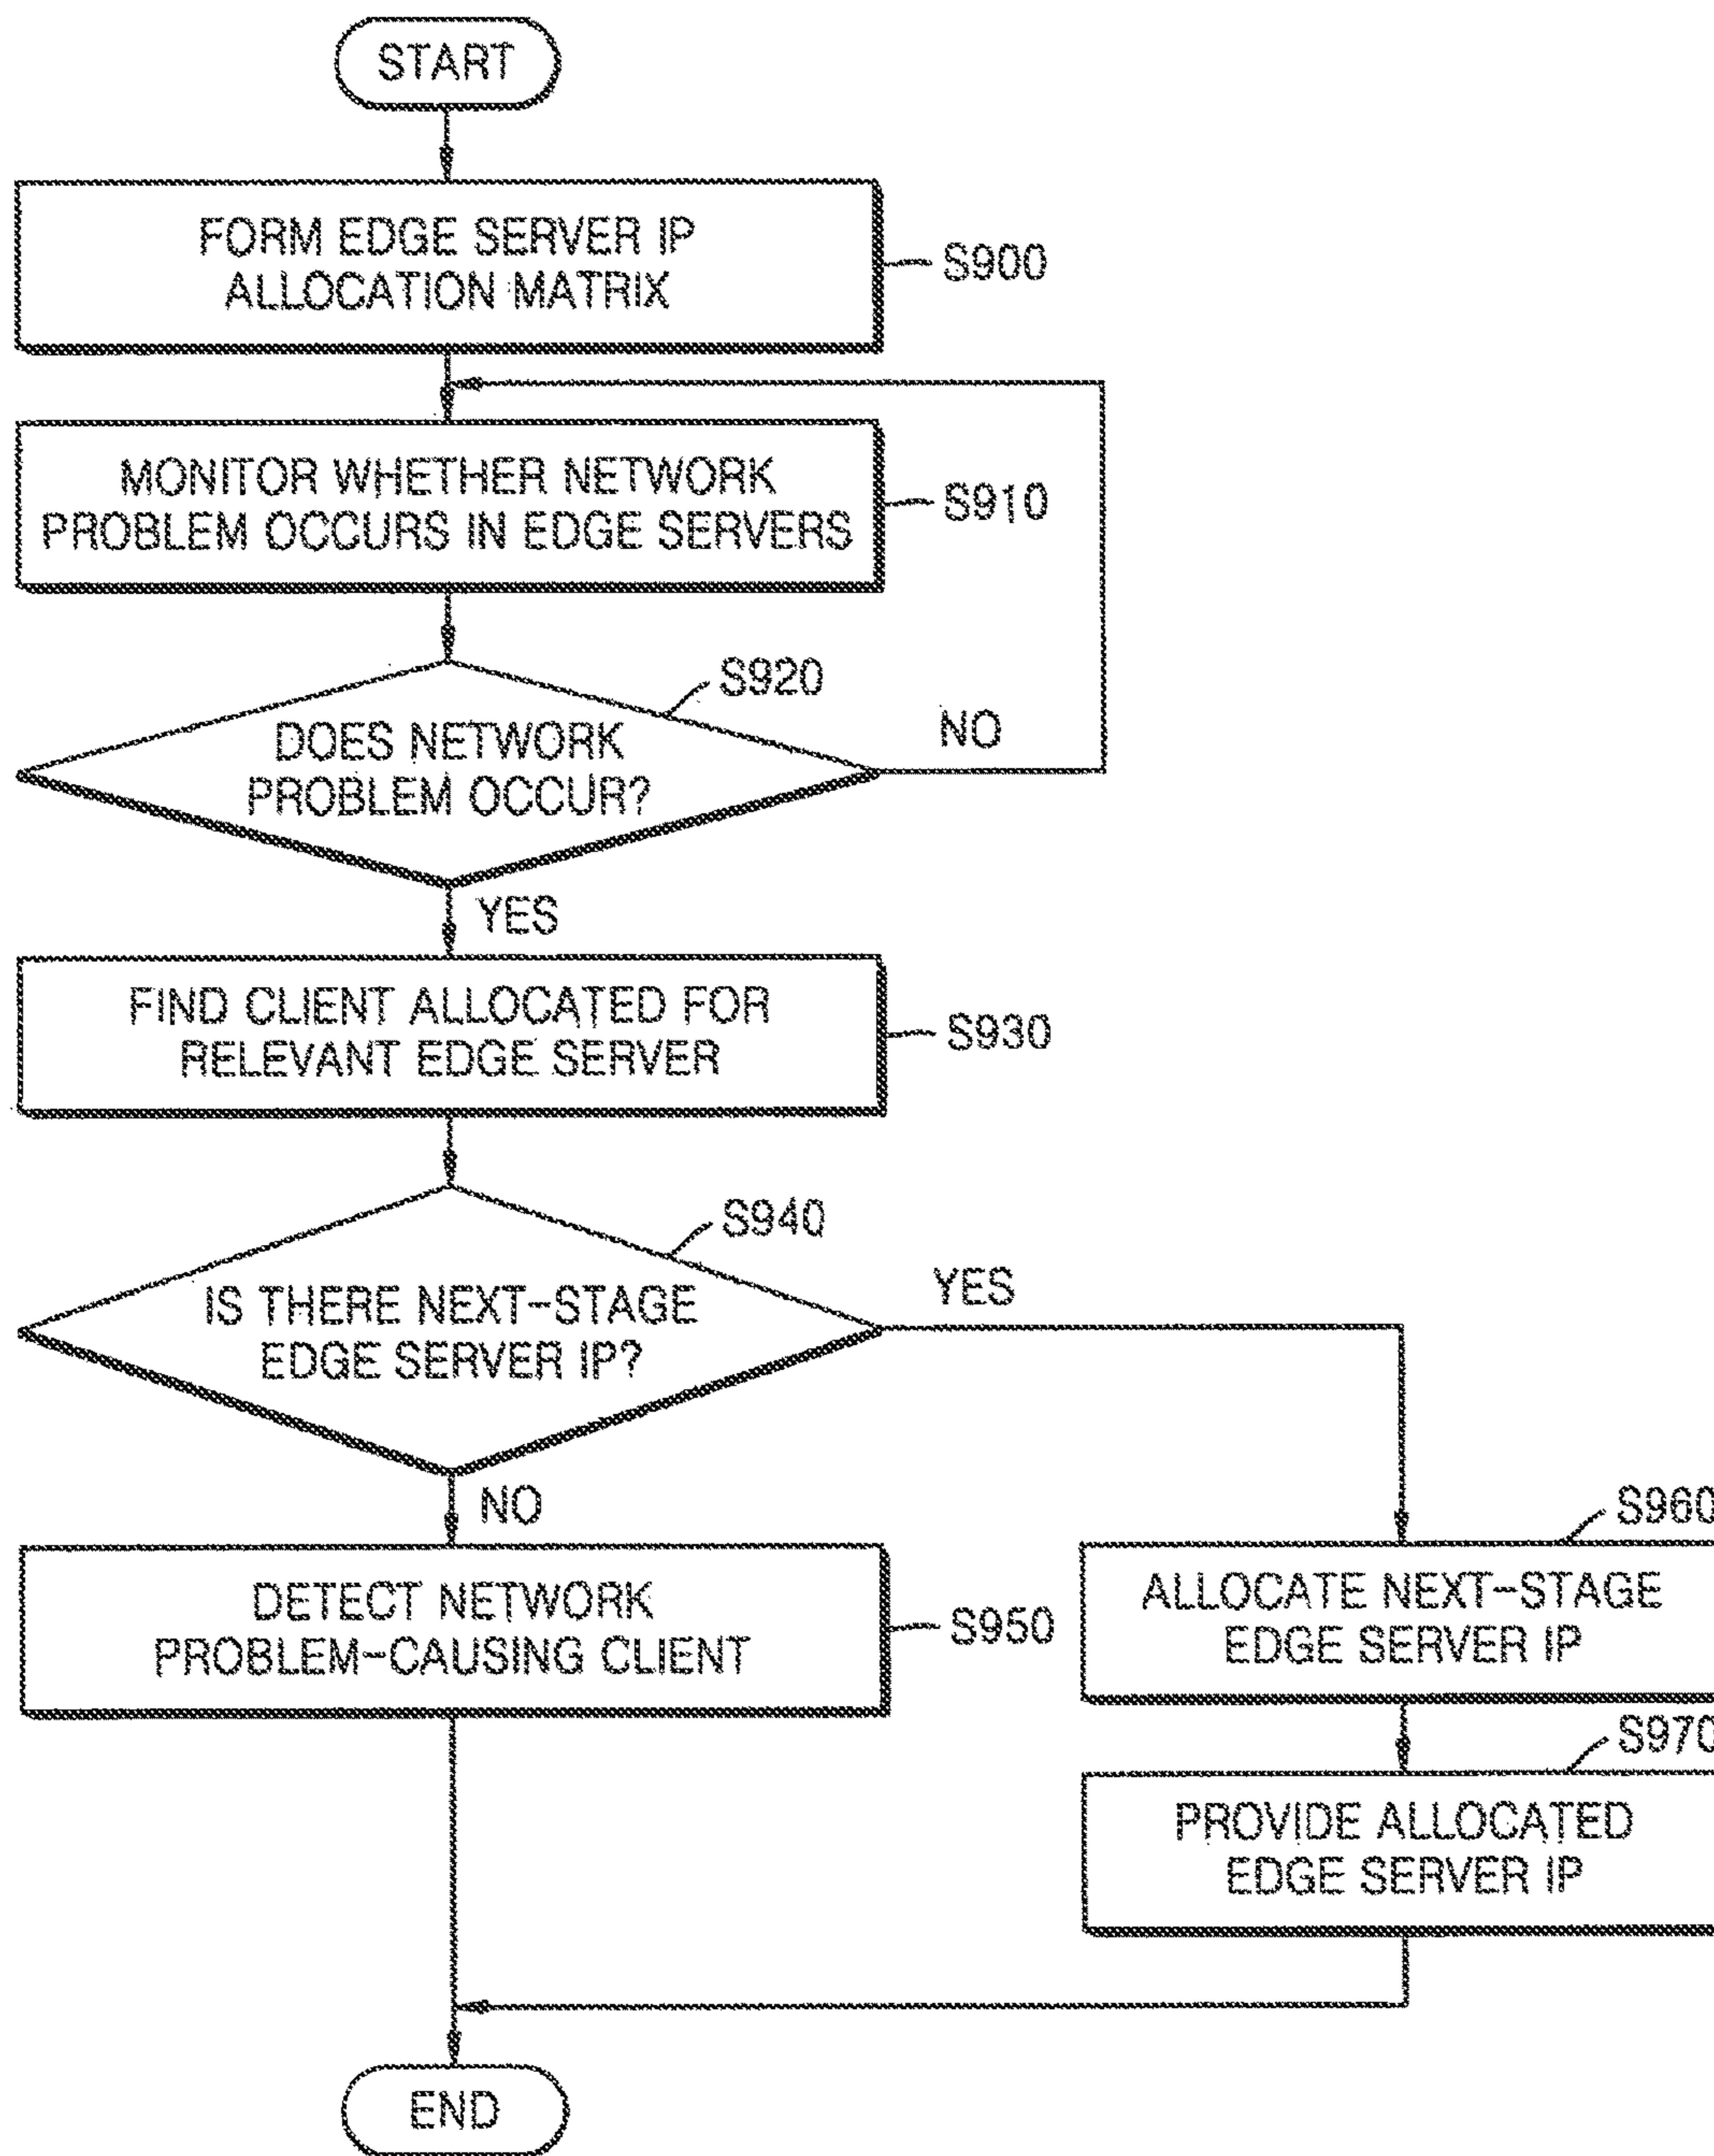 START
FORM EDGE SERVER IP
ALLOCATION MATRIX
S900
MONITOR WHETHER NETWORK
PROBLEM OCCURS IN EDGE SERVERS
S910
S920
DOES NETWORK
PROBLEM OCCUR?
NO
YES
FIND CLIENT ALLOCATED FOR
RELEVANT EDGE SERVER
S930
S940
IS THERE NEXT-STAGE
EDGE SERVER IP?
YES
NO
DETECT NETWORK
PROBLEM-CAUSING CLIENT
S950
S960
ALLOCATE NEXT-STAGE
EDGE SERVER IP
S970
PROVIDE ALLOCATED
EDGE SERVER IP
END